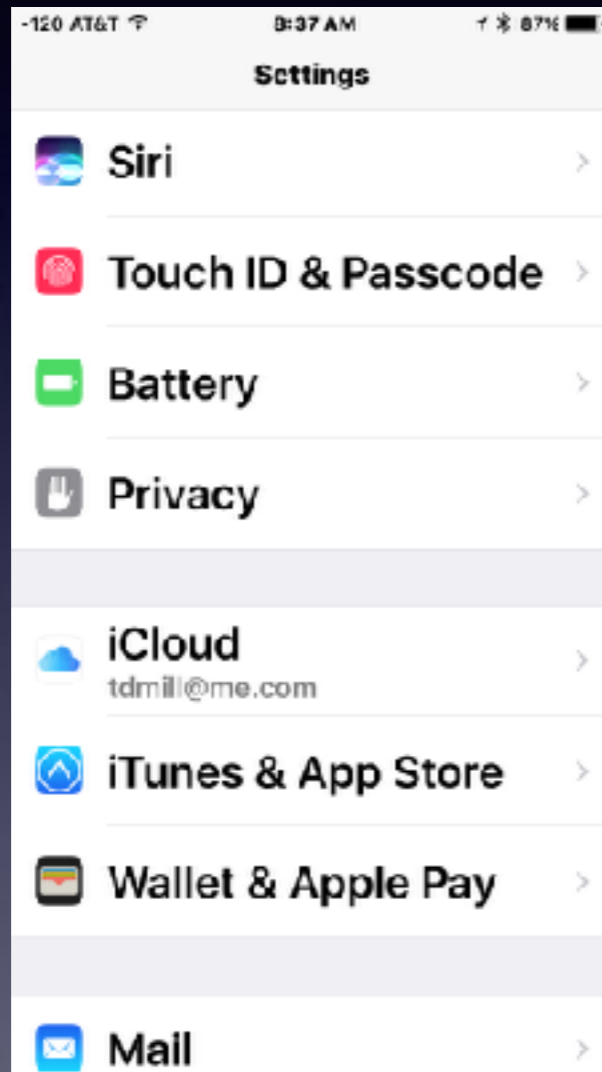 -120 AT&T 8:37 AM 87%
Settings
Siri
Touch ID & Passcode
Battery
Privacy
iCloud
tdmill@me.com
iTunes & App Store
Wallet & Apple Pay
Mail